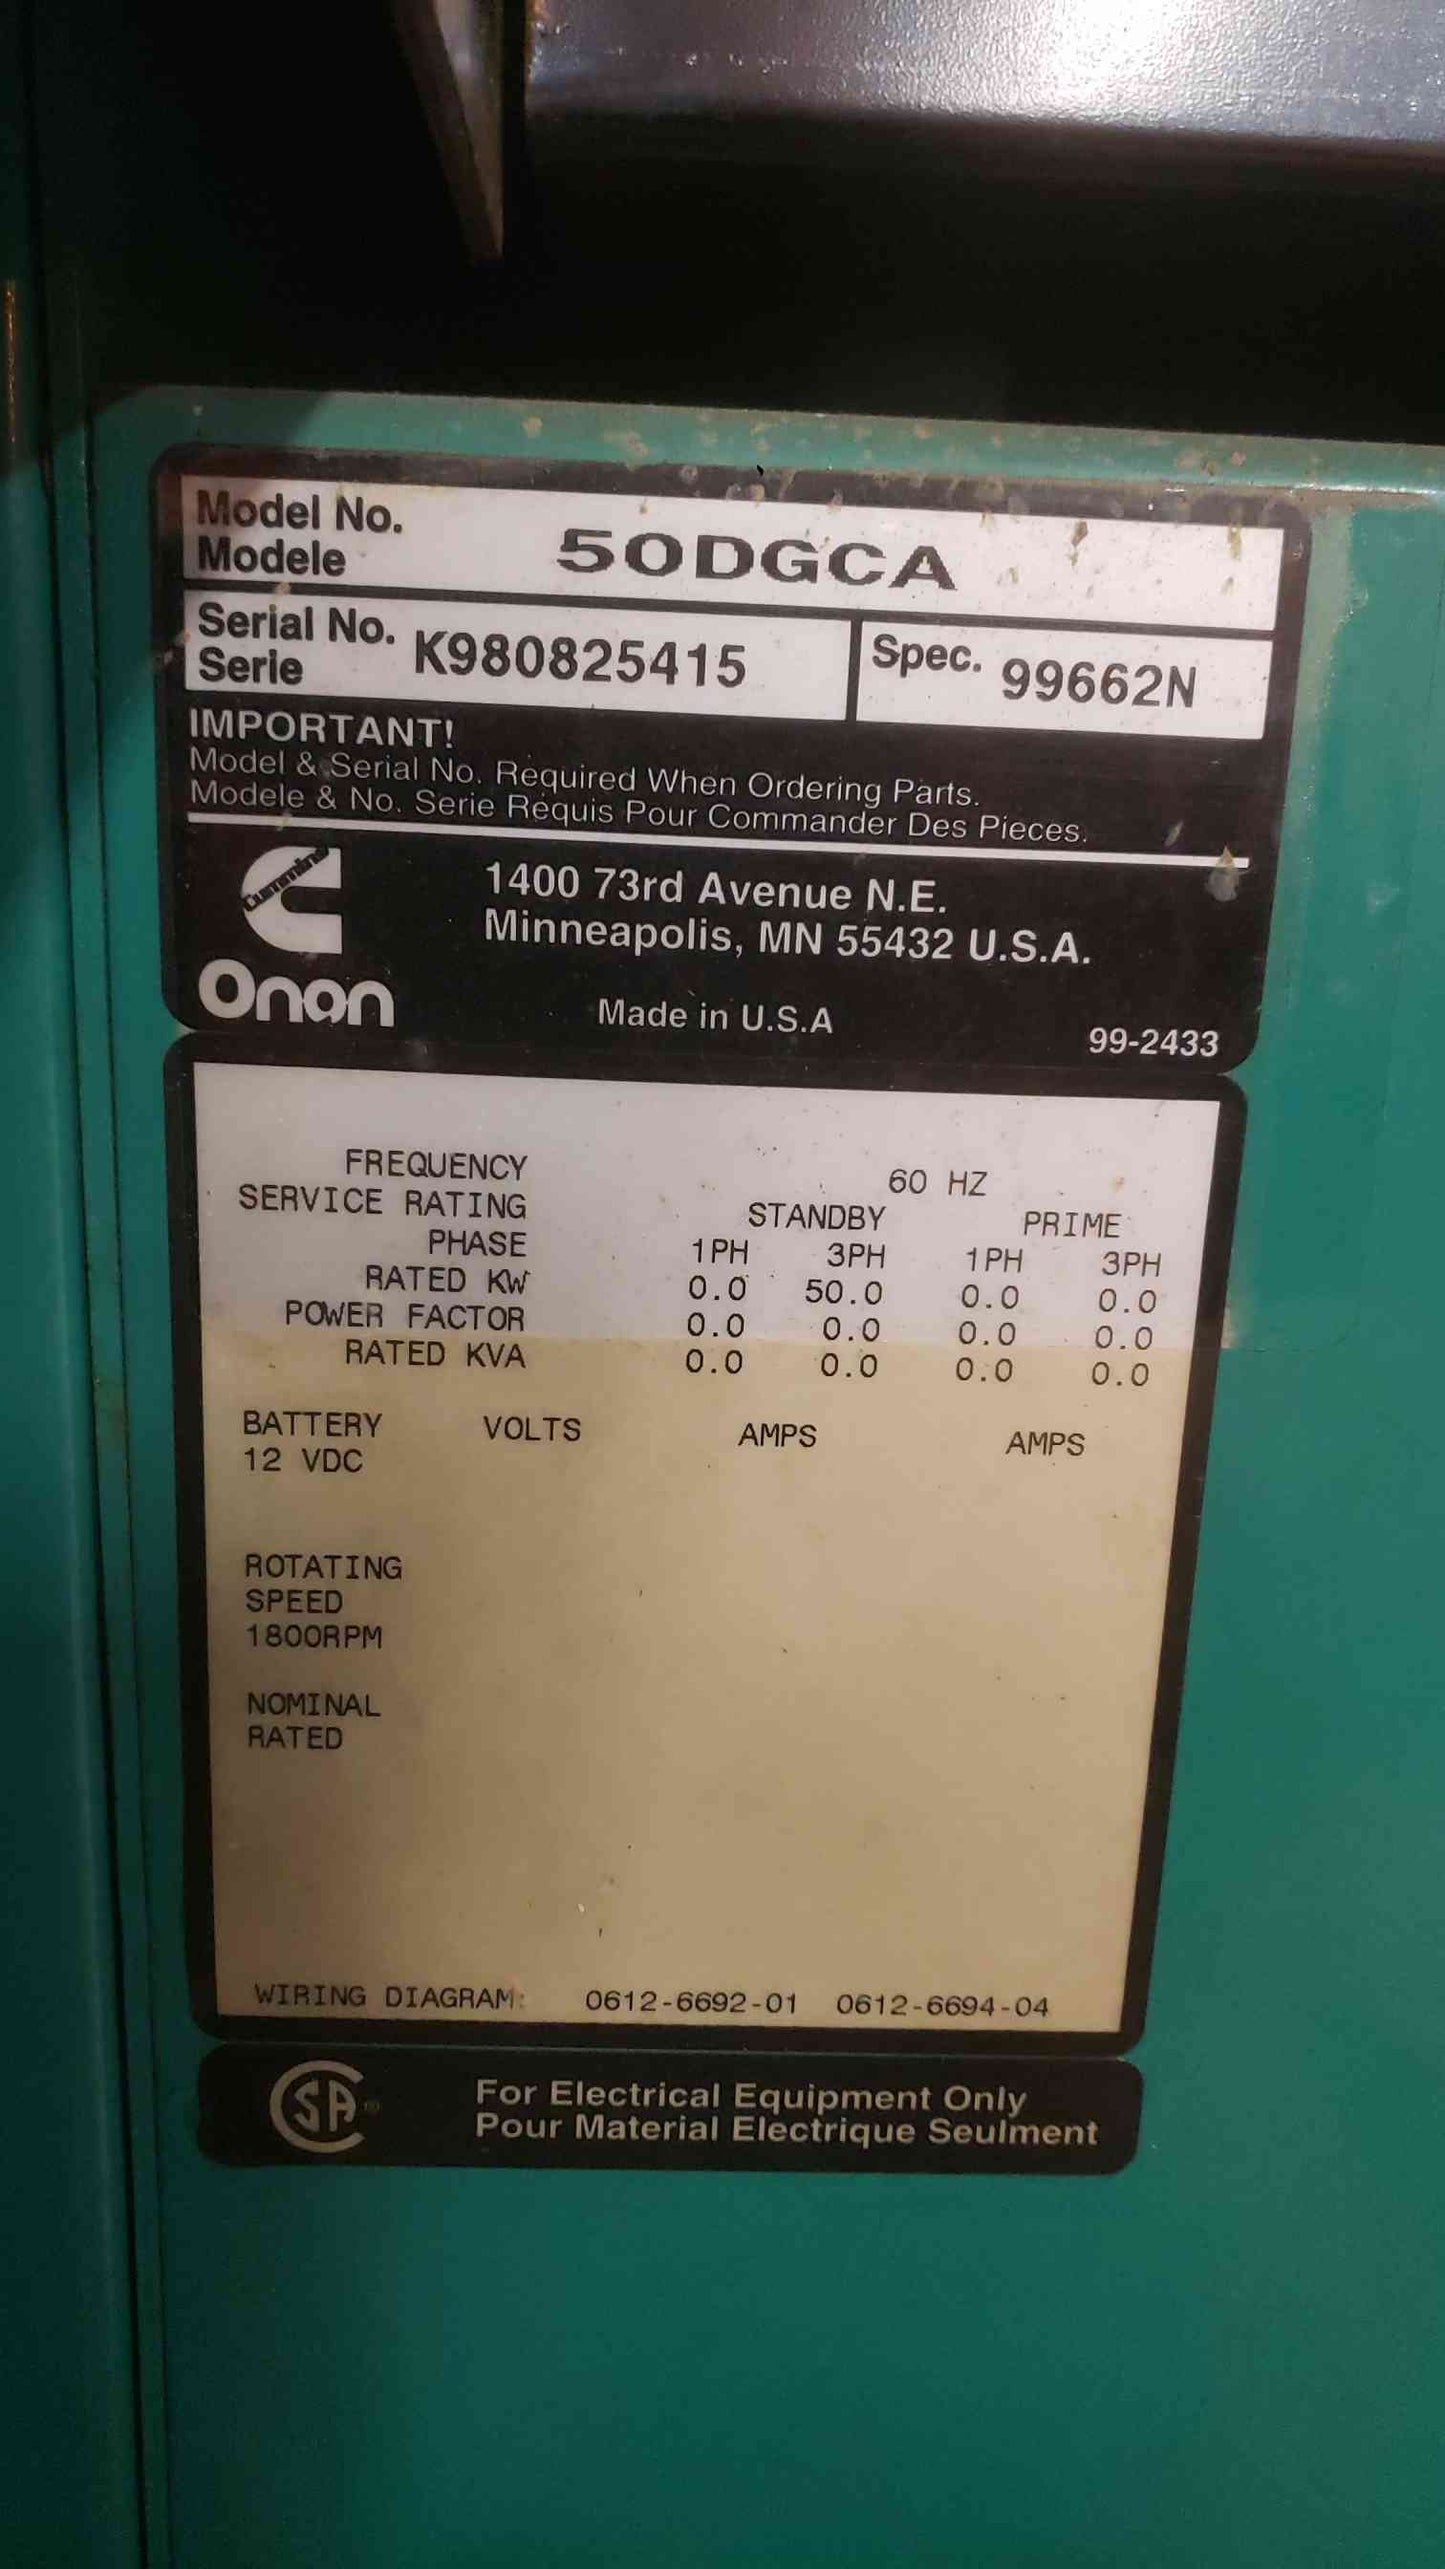 Model No.
Modele
50DGCA
Serial No.
Serie
K980825415
Spec. 99662N
IMPORTANT!
Model & Serial No. Required When Ordering Parts.
Modele & No. Serie Requis Pour Commander Des Pieces.
Cummins
Onan
1400 73rd Avenue N.E.
Minneapolis, MN 55432 U.S.A.
Made in U.S.A
99-2433
FREQUENCY 60 HZ
SERVICE RATING STANDBY PRIME
PHASE 1PH 3PH 1PH 3PH
RATED KW 0.0 50.0 0.0 0.0
POWER FACTOR 0.0 0.0 0.0 0.0
RATED KVA 0.0 0.0 0.0 0.0
BATTERY VOLTS AMPS AMPS
12 VDC
ROTATING
SPEED
1800RPM
NOMINAL
RATED
WIRING DIAGRAM: 0612-6692-01 0612-6694-04
CSA®
For Electrical Equipment Only
Pour Material Electrique Seulment